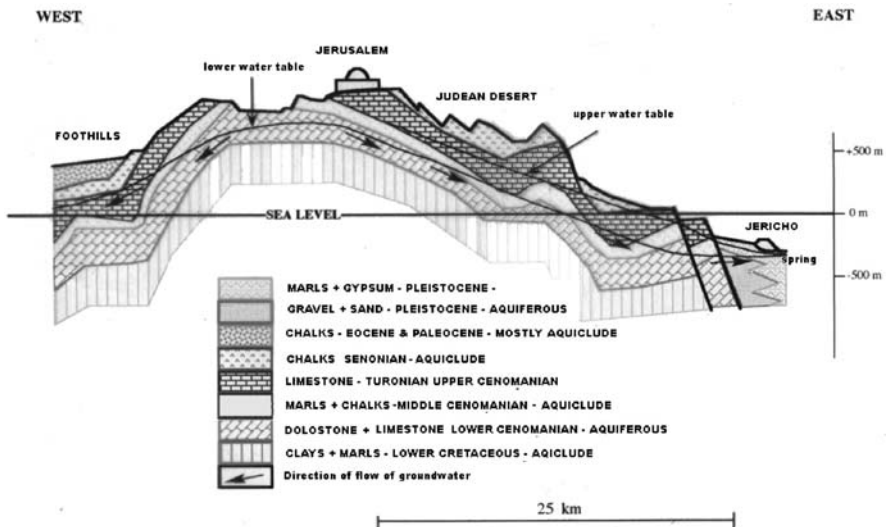 WEST
EAST
JERUSALEM
lower water table
JUDEAN DESERT
upper water table
FOOTHILLS
+500 m
SEA LEVEL
0 m
JERICHO
spring
-500 m
MARLS + GYPSUM - PLEISTOCENE -
GRAVEL + SAND - PLEISTOCENE - AQUIFEROUS
CHALKS - EOCENE & PALEOCENE - MOSTLY AQUICLUDE
CHALKS SENONIAN - AQUICLUDE
LIMESTONE - TURONIAN UPPER CENOMANIAN
MARLS + CHALKS-MIDDLE CENOMANIAN - AQUICLUDE
DOLOSTONE + LIMESTONE LOWER CENOMANIAN - AQUIFEROUS
CLAYS + MARLS - LOWER CRETACEOUS - AQICLUDE
Direction of flow of groundwater
25 km